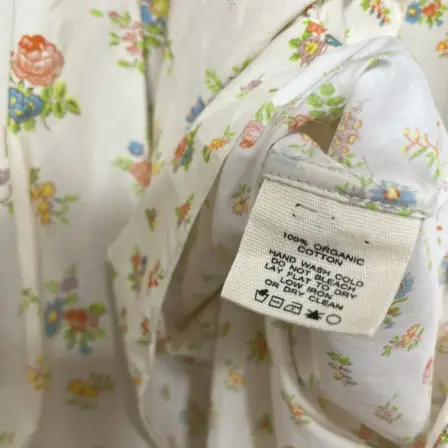 100% ORGANIC
COTTON
HAND WASH COLD
DO NOT BLEACH
LAY FLAT TO DRY
LOW IRON
OR DRY CLEAN